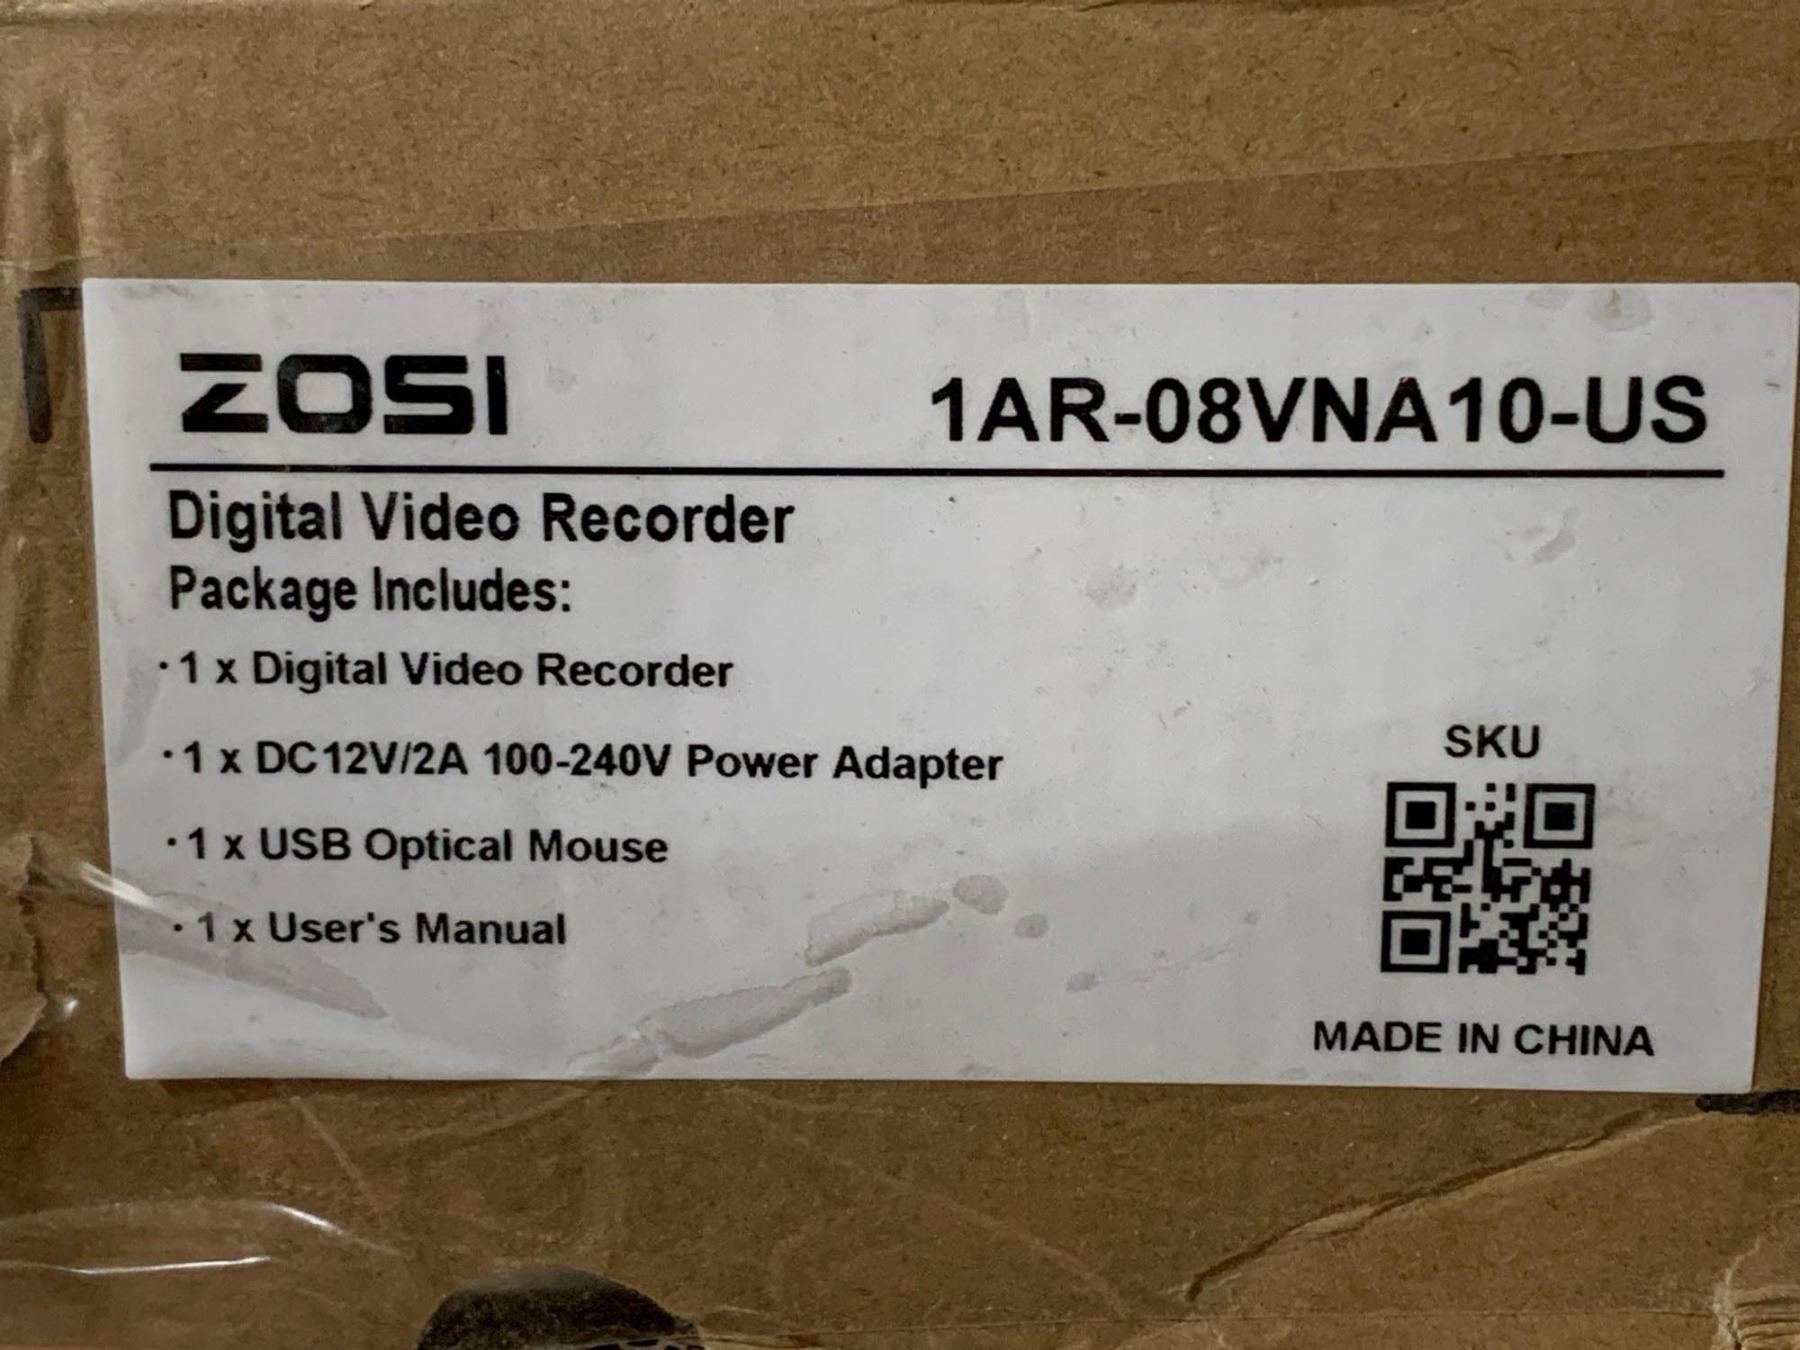 ZOSI
1AR-08VNA10-US
Digital Video Recorder
Package Includes:
· 1 x Digital Video Recorder
· 1 x DC12V/2A 100-240V Power Adapter
· 1 x USB Optical Mouse
· 1 x User's Manual
SKU
MADE IN CHINA